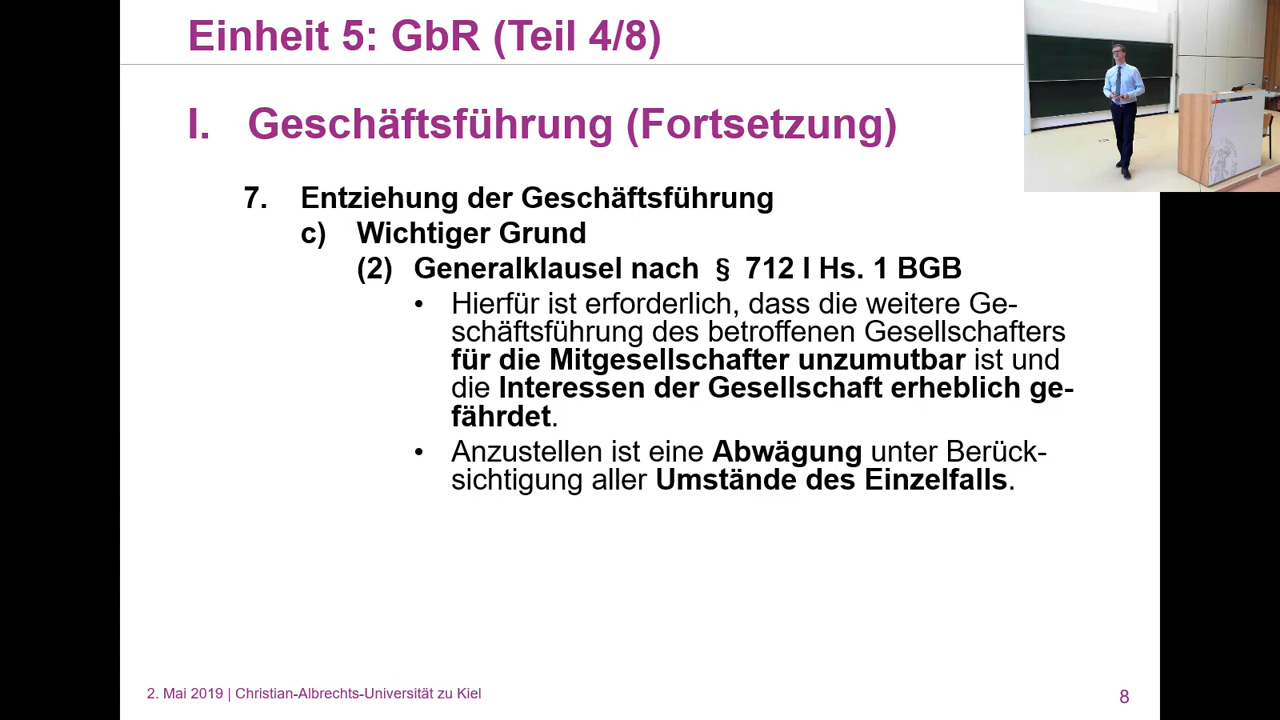 Einheit 5: GbR (Teil 4/8)
I. Geschäftsführung (Fortsetzung)
7. Entziehung der Geschäftsführung
c) Wichtiger Grund
(2) Generalklausel nach § 712 I Hs. 1 BGB
• Hierfür ist erforderlich, dass die weitere Ge-
schäftsführung des betroffenen Gesellschafters
für die Mitgesellschafter unzumutbar ist und
die Interessen der Gesellschaft erheblich ge-
fährdet.
• Anzustellen ist eine Abwägung unter Berück-
sichtigung aller Umstände des Einzelfalls.
2. Mai 2019 | Christian-Albrechts-Universität zu Kiel
8